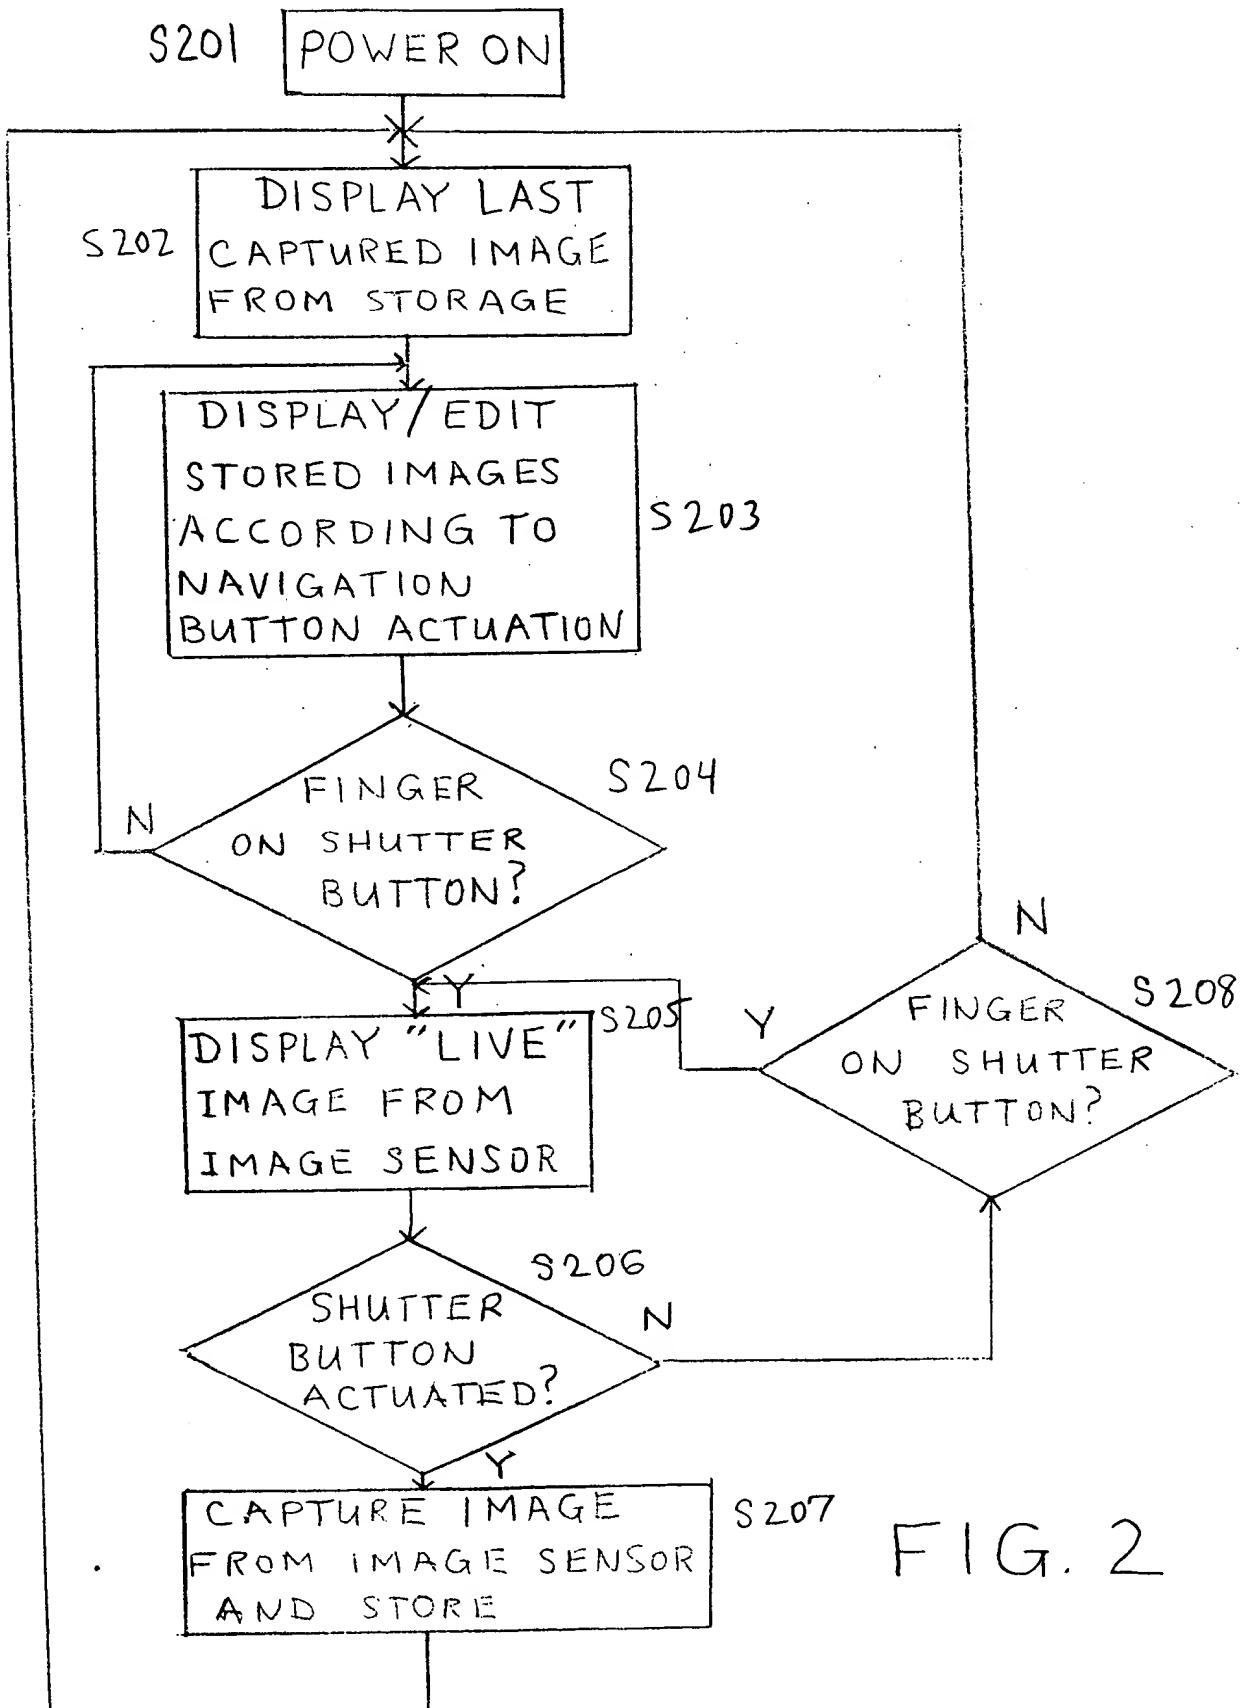 S201 POWER ON
S202
DISPLAY LAST
CAPTURED IMAGE
FROM STORAGE
DISPLAY/EDIT
STORED IMAGES
ACCORDING TO
NAVIGATION
BUTTON ACTUATION
S203
S204
N
FINGER
ON SHUTTER
BUTTON?
Y
S205
DISPLAY "LIVE"
IMAGE FROM
IMAGE SENSOR
N
S208
Y
FINGER
ON SHUTTER
BUTTON?
S206
N
SHUTTER
BUTTON
ACTUATED?
Y
CAPTURE IMAGE
FROM IMAGE SENSOR
AND STORE
S207
FIG. 2